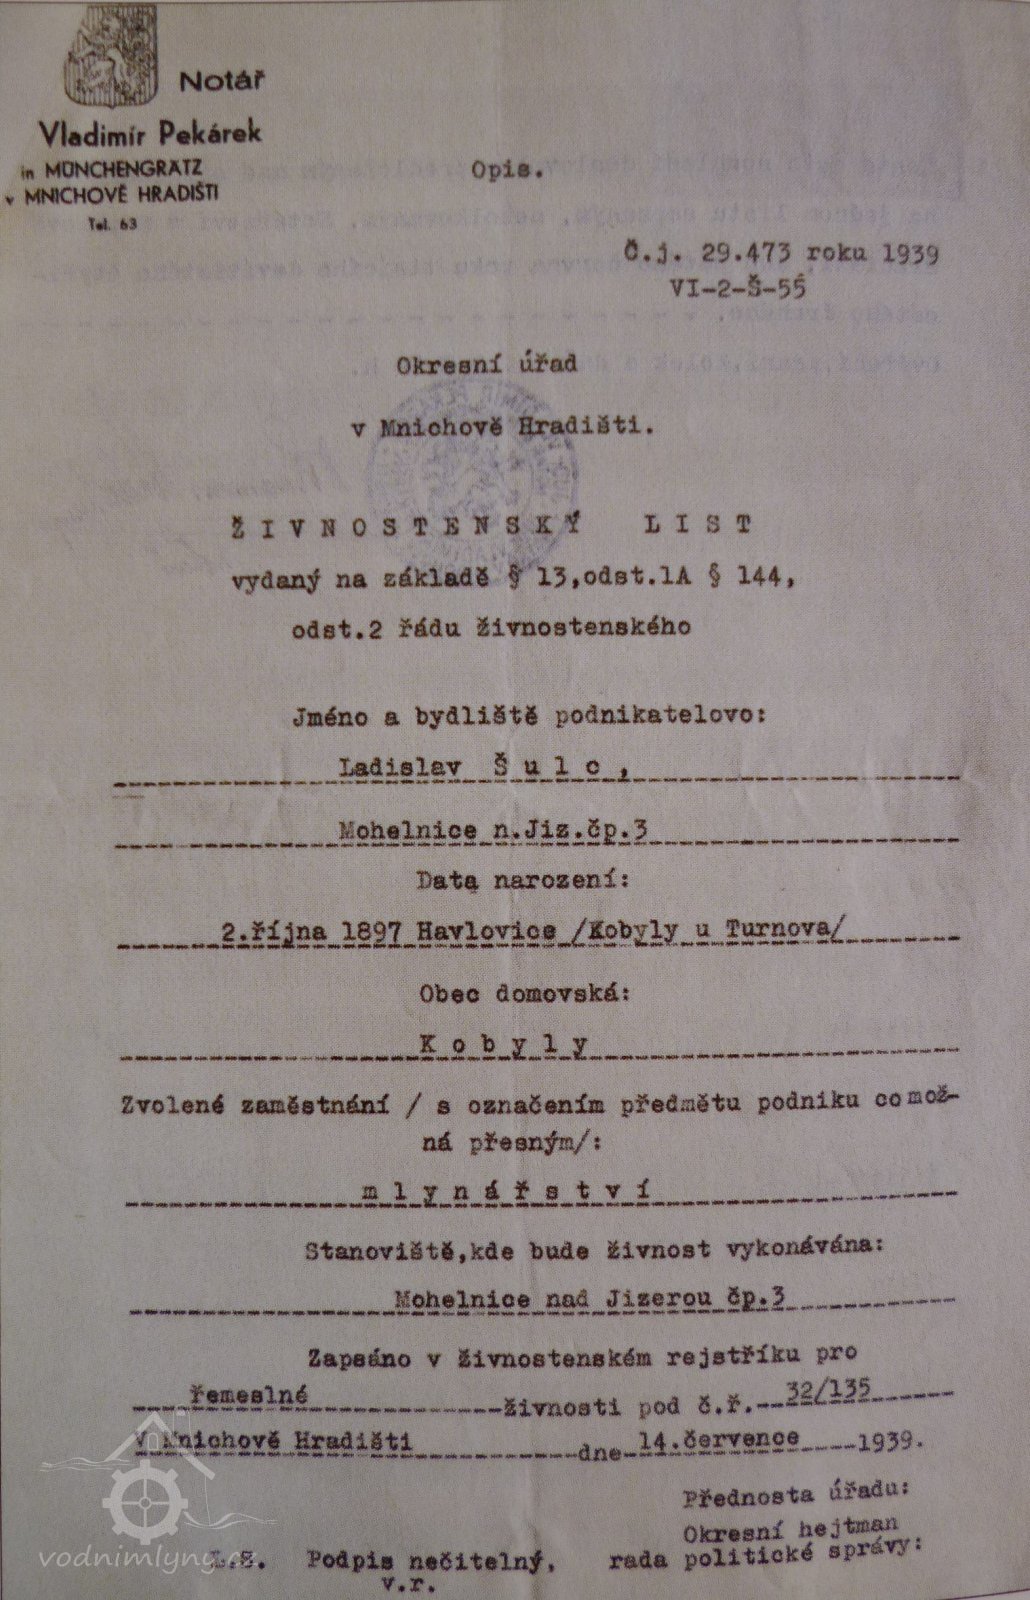 Notář
Vladimír Pekárek
in MÜNCHENGRÄTZ
v MNICHOVĚ HRADIŠTI
Tel. 63
Opis.
Č.j. 29.473 roku 1939
VI-2-Š-55
Okresní úřad
v Mnichově Hradišti.
ŽIVNOSTENSKÝ LIST
vydaný na základě § 13,odst.1A § 144,
odst.2 řádu živnostenského
Jméno a bydliště podnikatelovo:
Ladislav Šulc,
Mohelnice n.Jiz.čp.3
Data narození:
2.října 1897 Havlovice /Kobyly u Turnova/
Obec domovská:
Kobyly
Zvolené zaměstnání / s označením předmětu podniku co mož-
ná přesným/:
mlynářství
Stanoviště,kde bude živnost vykonávána:
Mohelnice nad Jizerou čp.3
Zapsáno v živnostenském rejstříku pro
řemeslné živnosti pod č.ř. 32/135
V Mnichově Hradišti dne 14.července 1939.
Přednosta úřadu:
Okresní hejtman
L.S. Podpis nečitelný, rada politické správy:
v.r.
vodnimlyny.cz